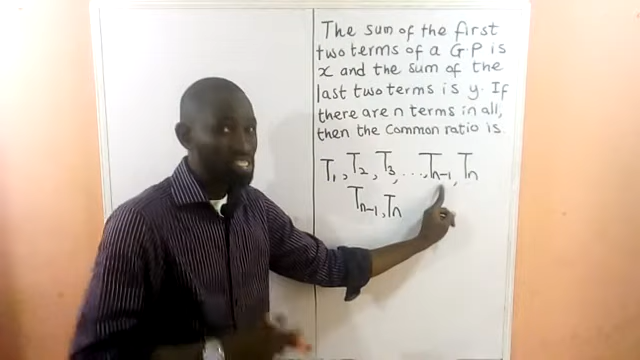 The sum of the first
two terms of a G.P is
x and the sum of the
last two terms is y. If
there are n terms in all,
then the Common ratio is.
T₁, T₂, T₃, ..., Tₙ₋₁, Tₙ
Tₙ₋₁, Tₙ